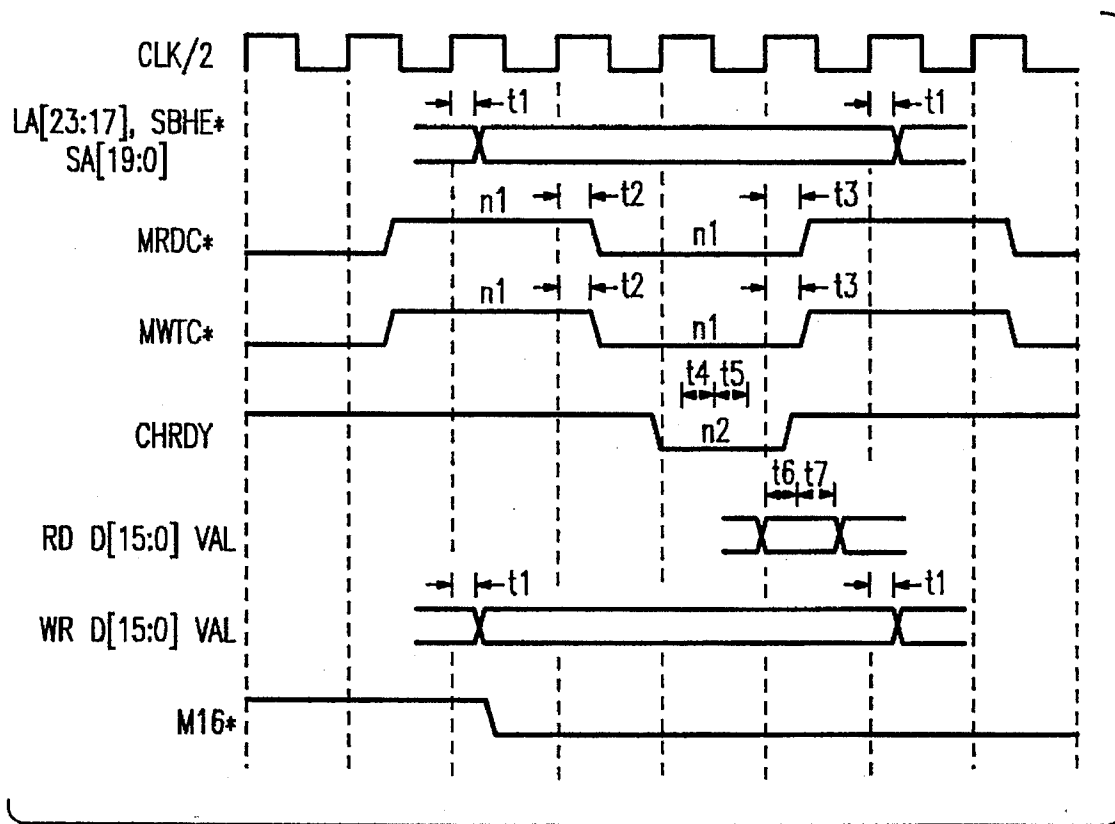 CLK/2
t1 t1
LA[23:17], SBHE*
SA[19:0]
n1 t2 t3
MRDC* n1
n1 t2 t3
MWTC* n1
t4 t5
CHRDY n2
t6 t7
RD D[15:0] VAL
t1 t1
WR D[15:0] VAL
M16*